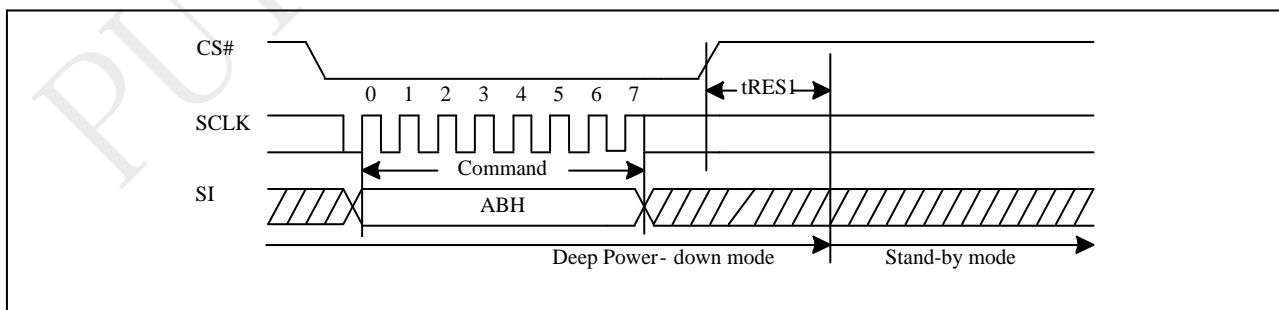 PU
CS#
tRES1
0 1 2 3 4 5 6 7
SCLK
Command
SI
ABH
Deep Power- down mode
Stand-by mode